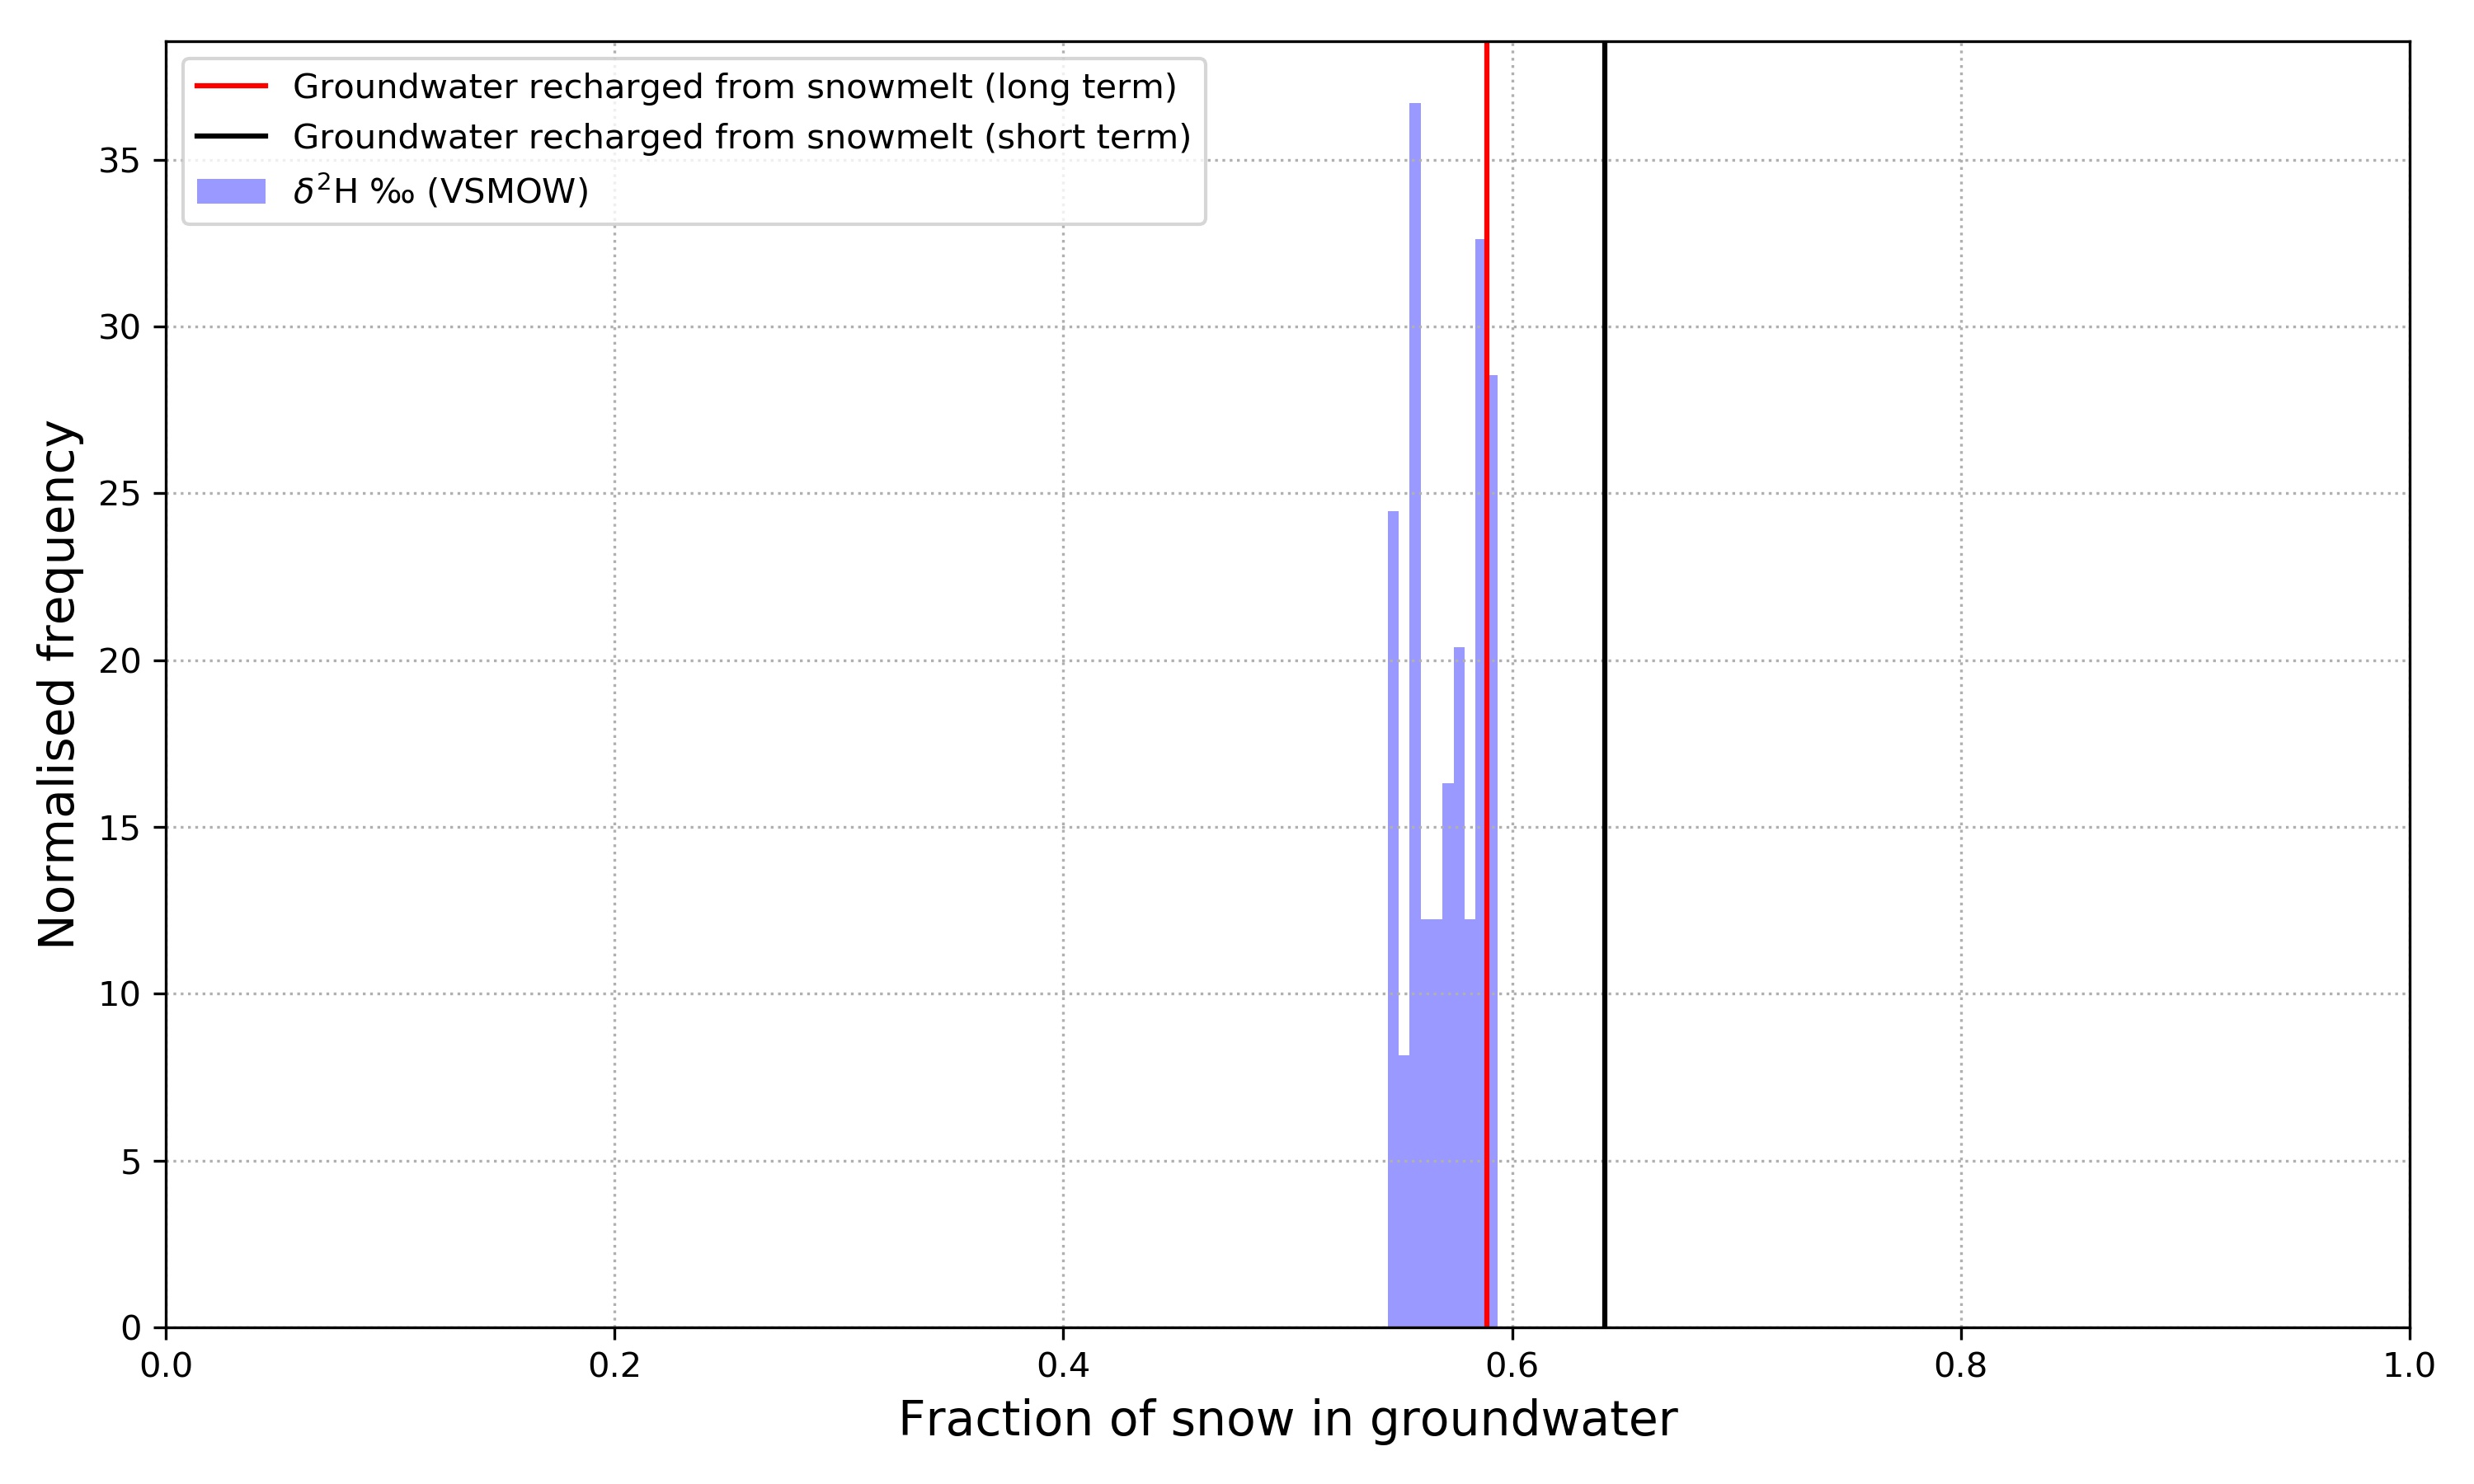 Groundwater recharged from snowmelt (long term)
Groundwater recharged from snowmelt (short term)
δ²H ‰ (VSMOW)
35
30
25
20
15
10
5
0
Normalised frequency
0.0 0.2 0.4 0.6 0.8 1.0
Fraction of snow in groundwater